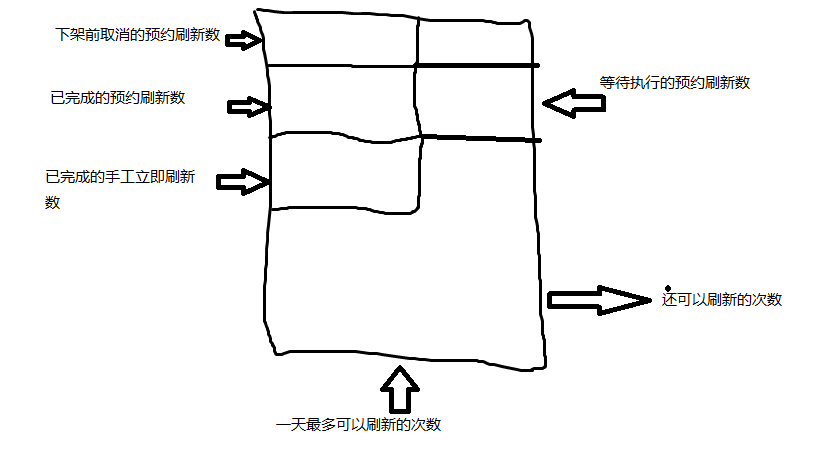 下架前取消的预约刷新数
等待执行的预约刷新数
已完成的预约刷新数
已完成的手工立即刷新
数
还可以刷新的次数
一天最多可以刷新的次数